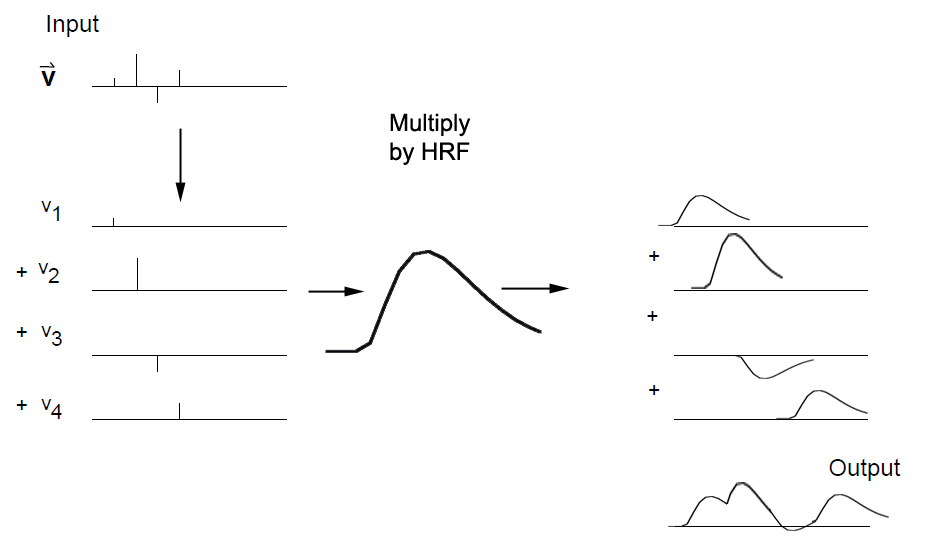 Input
v⃗
Multiply
by HRF
v1
+ v2
+ v3
+ v4
+
+
+
Output